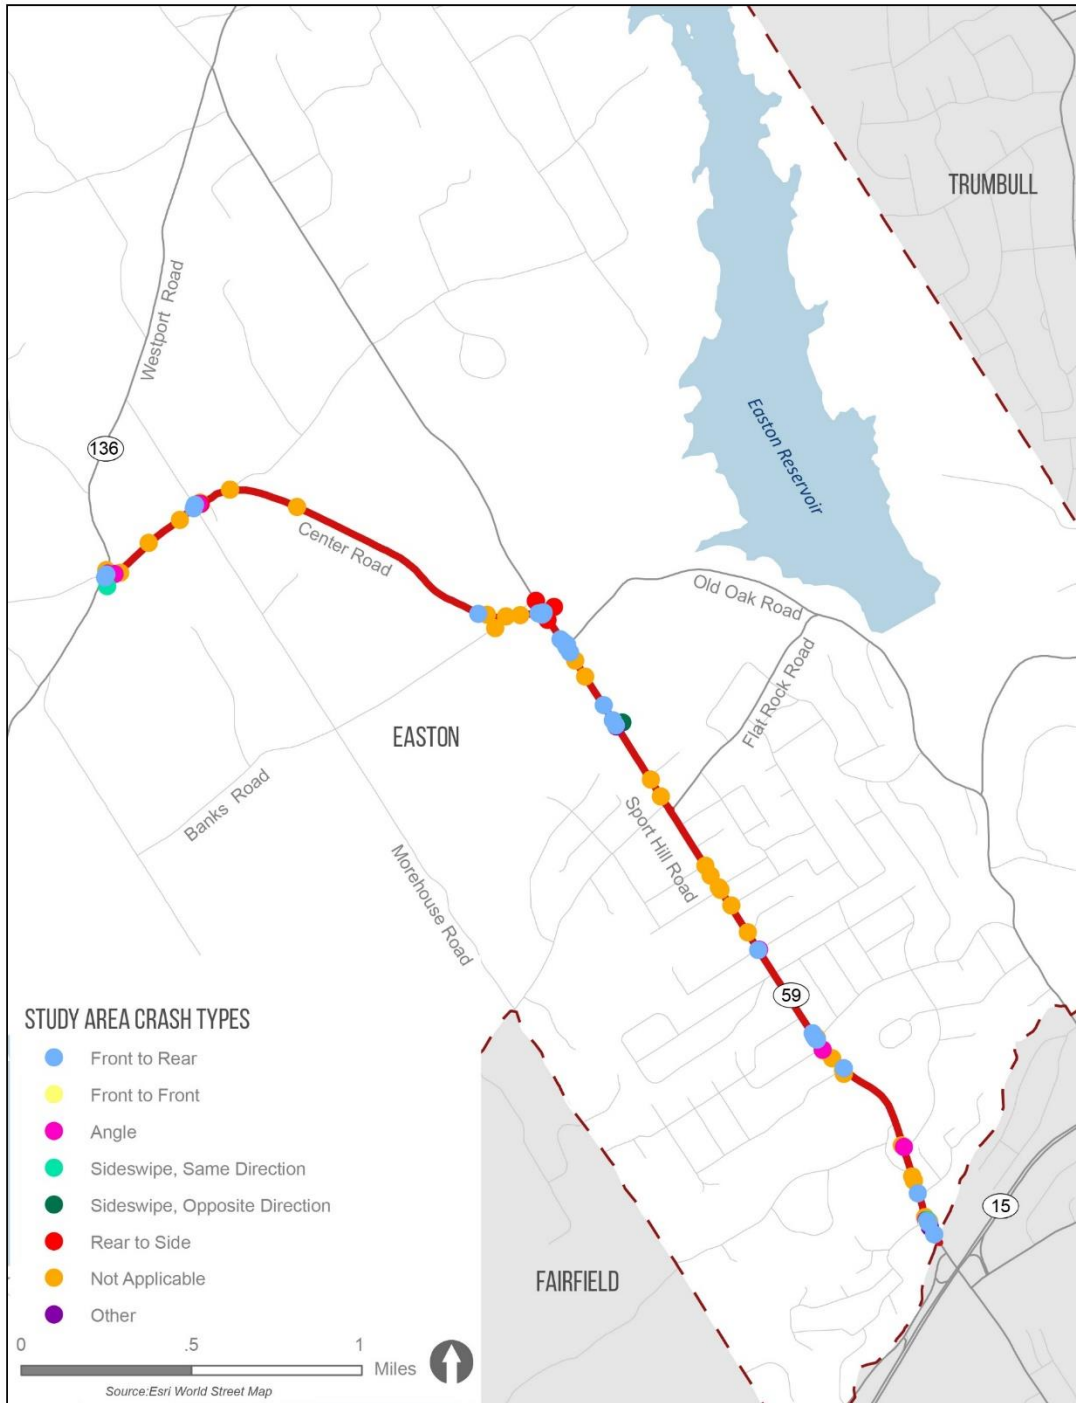 TRUMBULL
Westport Road
136
Easton Reservoir
Center Road
Old Oak Road
Flat Rock Road
EASTON
Banks Road
Sport Hill Road
Morehouse Road
59
15
FAIRFIELD
STUDY AREA CRASH TYPES
Front to Rear
Front to Front
Angle
Sideswipe, Same Direction
Sideswipe, Opposite Direction
Rear to Side
Not Applicable
Other
0 .5 1
Miles
Source:Esri World Street Map